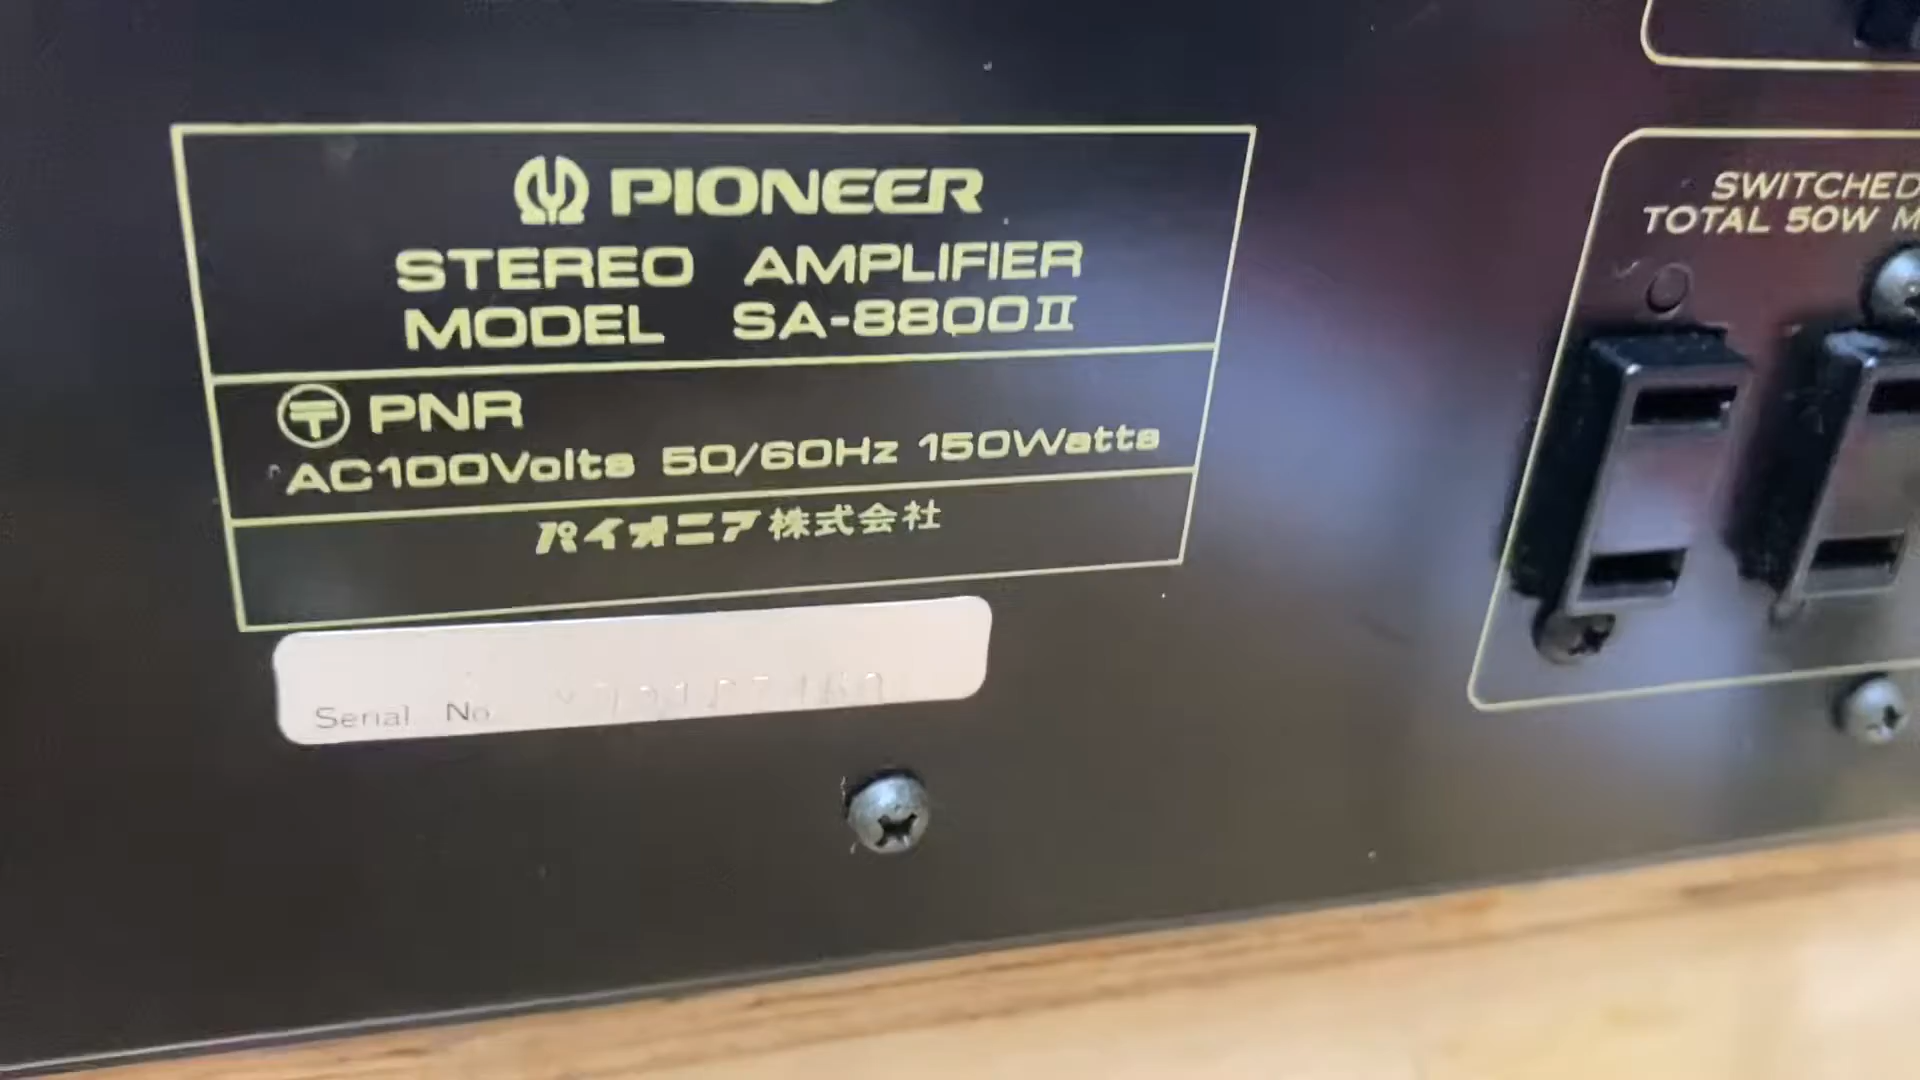 PIONEER
STEREO AMPLIFIER
MODEL SA-8800II
〒 PNR
AC100Volts 50/60Hz 150Watts
パイオニア株式会社
Serial No.
SWITCHED
TOTAL 50W